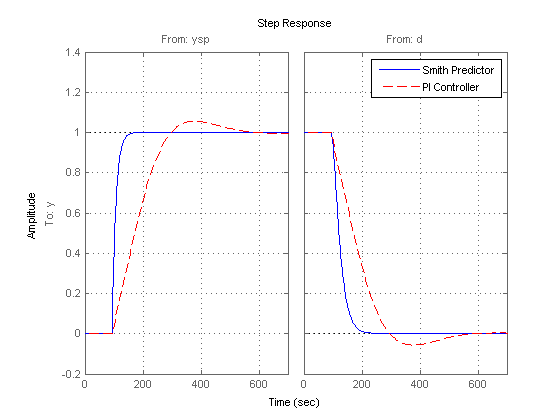 Step Response
From: ysp
From: d
1.4
1.2
1
0.8
0.6
0.4
0.2
0
-0.2
Amplitude
To: y
Smith Predictor
PI Controller
0 200 400 600 0 200 400 600
Time (sec)